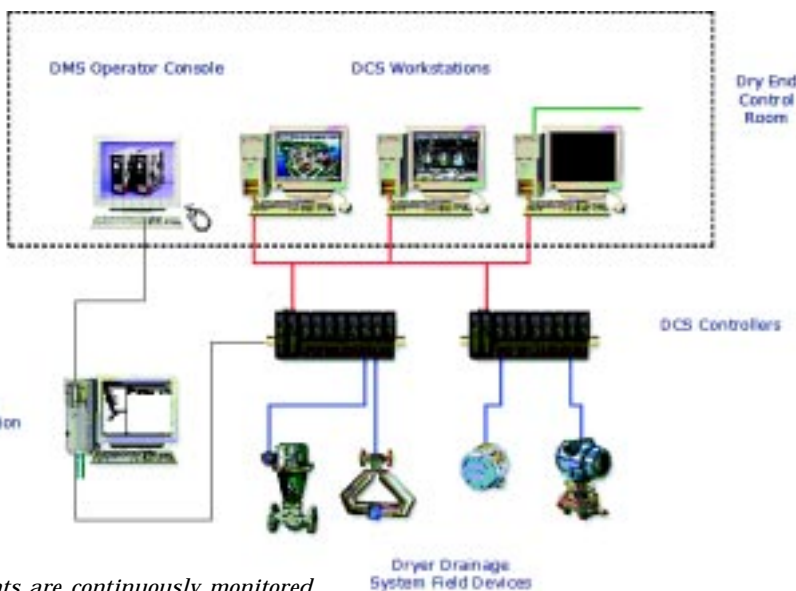 DMS Operator Console
DCS Workstations
Dry End
Control
Room
DCS Controllers
ion
Dryer Drainage
System Field Devices
nts are continuously monitored